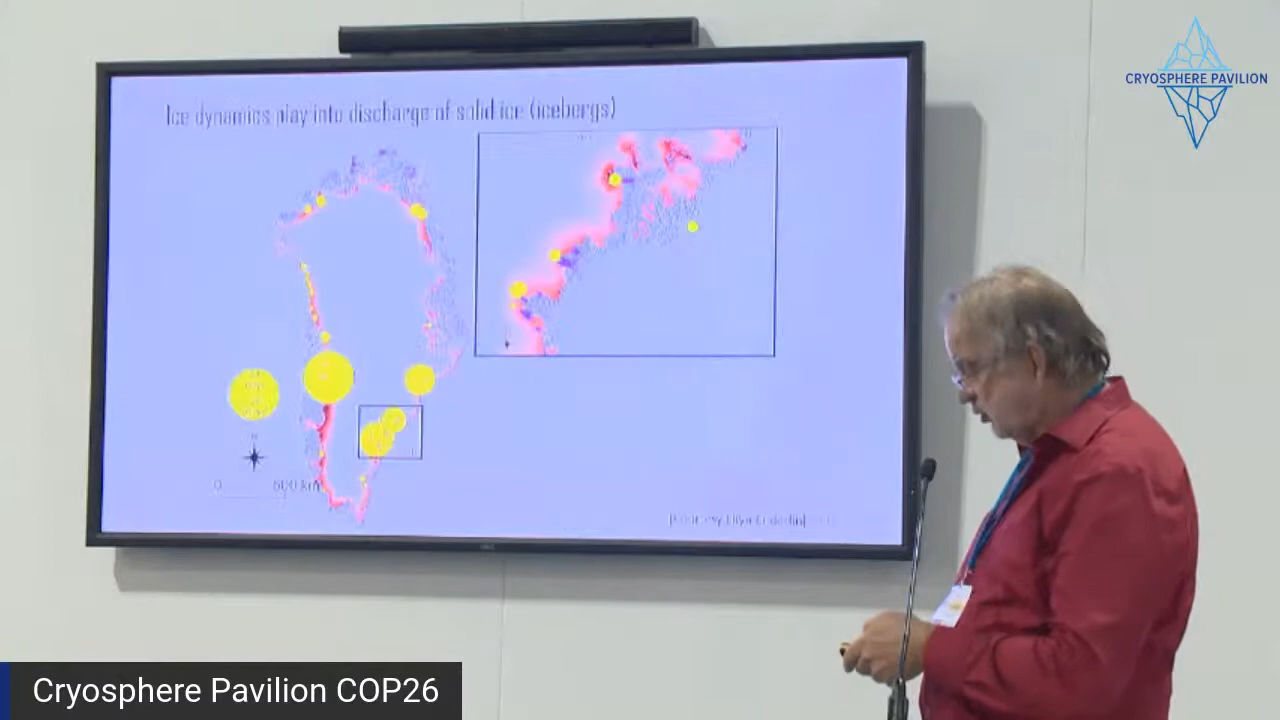 CRYOSPHERE PAVILION
Ice dynamics play into discharge of solid ice (icebergs)
0 500 km
Cryosphere Pavilion COP26